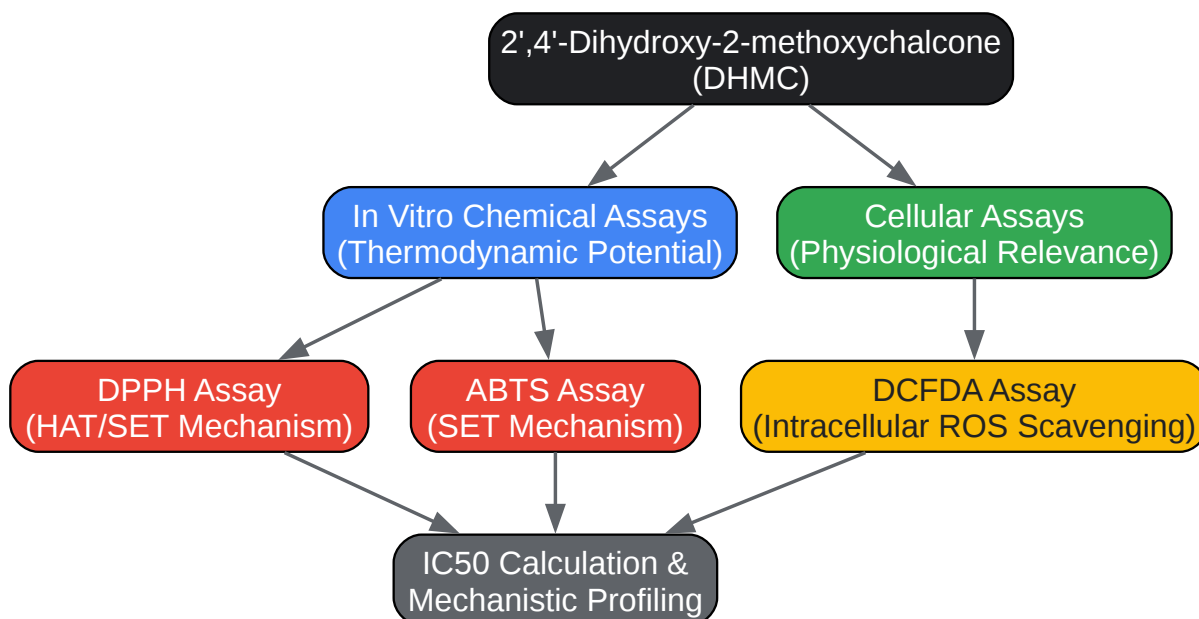 2',4'-Dihydroxy-2-methoxychalcone
(DHMC)
In Vitro Chemical Assays
(Thermodynamic Potential)
Cellular Assays
(Physiological Relevance)
DPPH Assay
(HAT/SET Mechanism)
ABTS Assay
(SET Mechanism)
DCFDA Assay
(Intracellular ROS Scavenging)
IC50 Calculation &
Mechanistic Profiling